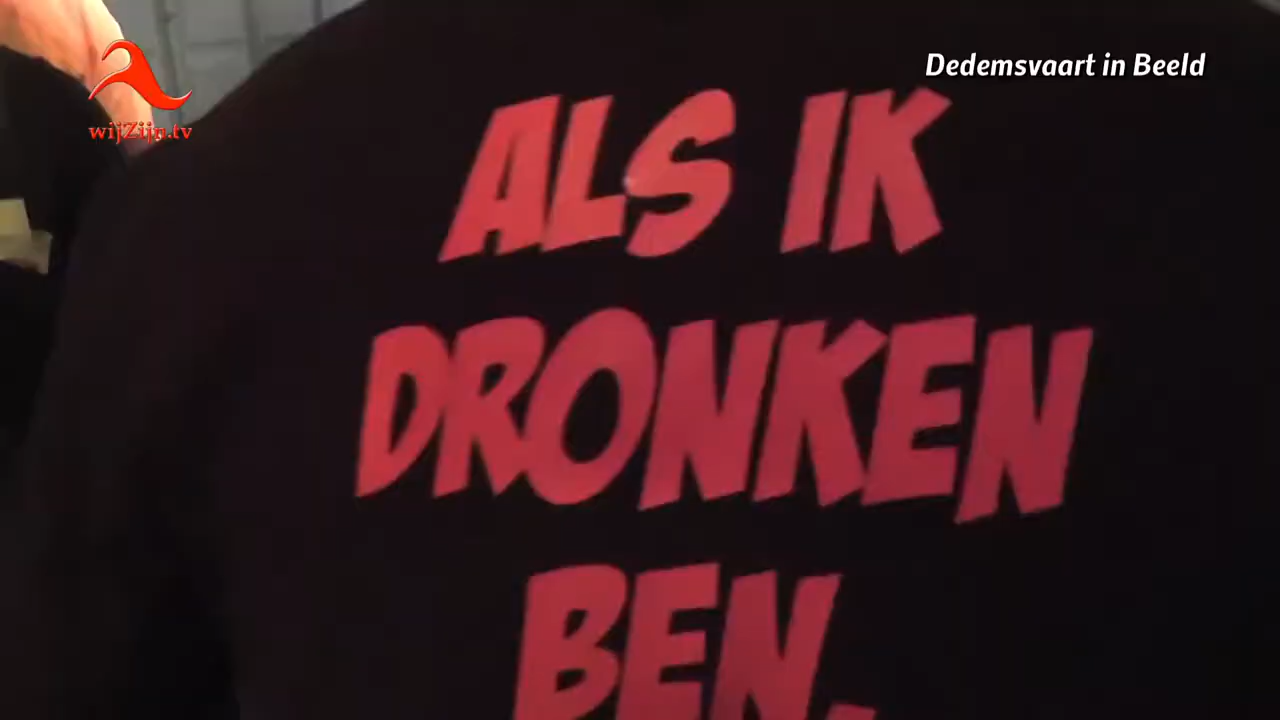 Dedemsvaart in Beeld
wijZijn.tv
ALS IK
DRONKEN
BEN,